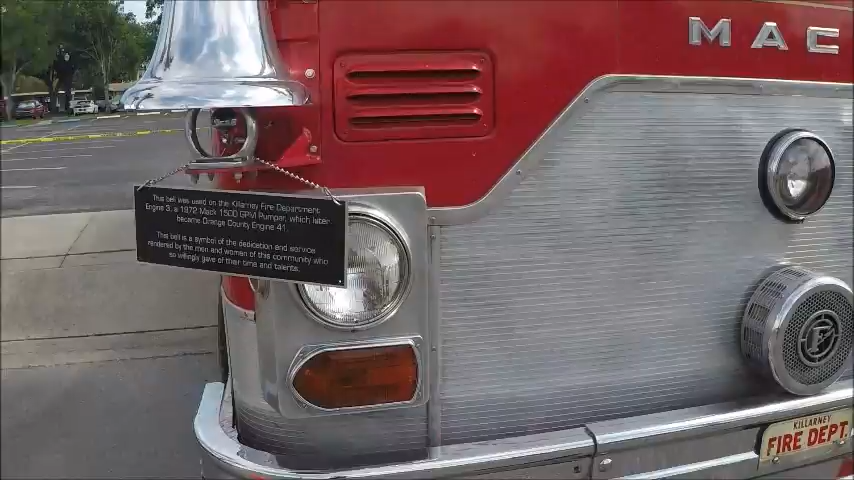 MAC
This bell was used on the Killarney Fire Department
Engine 3, a 1972 Mack 1500 GPM Pumper, which later
became Orange County Engine 41.
This bell is a symbol of the dedication and service
rendered by the men and women of this community who
so willingly gave of their time and talents.
F
KILLARNEY
FIRE DEPT.